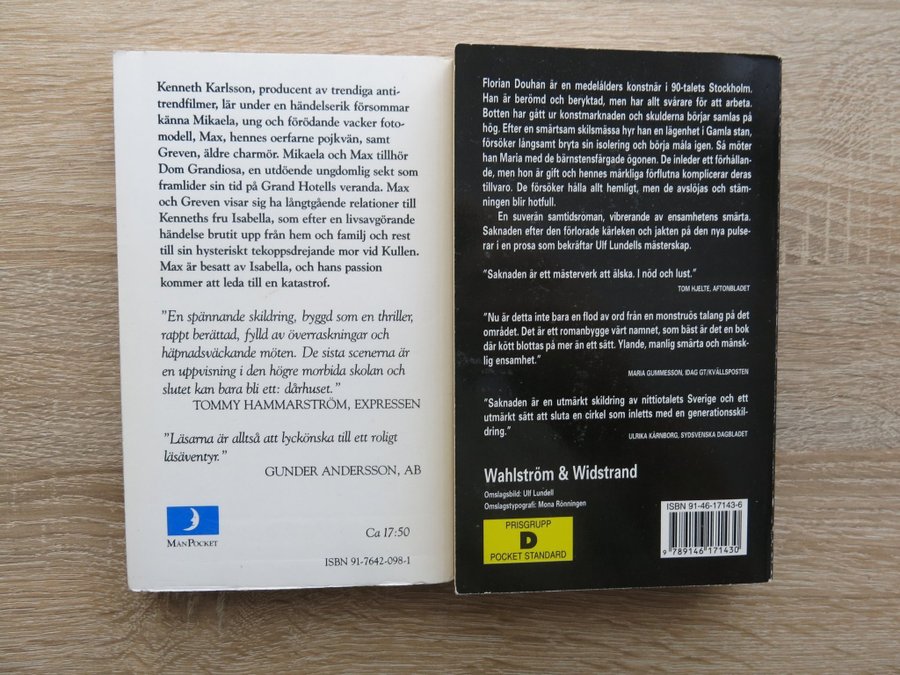 Kenneth Karlsson, producent av trendiga anti-
trendfilmer, lär under en händelserik försommar
känna Mikaela, ung och förödande vacker foto-
modell, Max, hennes oerfarne pojkvän, samt
Greven, äldre charmör. Mikaela och Max tillhör
Dom Grandiosa, en utdöende ungdomlig sekt som
framlider sin tid på Grand Hotells veranda. Max
och Greven visar sig ha långtgående relationer till
Kenneths fru Isabella, som efter en livsavgörande
händelse brutit upp från hem och familj och rest
till sin hysteriskt tekoppsdrejande mor vid Kullen.
Max är besatt av Isabella, och hans passion
kommer att leda till en katastrof.
"En spännande skildring, byggd som en thriller,
rappt berättad, fylld av överraskningar och
häpnadsväckande möten. De sista scenerna är
en uppvisning i den högre morbida skolan och
slutet kan bara bli ett: dårhuset."
TOMMY HAMMARSTRÖM, EXPRESSEN
"Läsarna är alltså att lyckönska till ett roligt
läsäventyr."
GUNDER ANDERSSON, AB
MÅNPOCKET
Ca 17:50
ISBN 91-7642-098-1
Florian Douhan är en medelålders konstnär i 90-talets Stockholm.
Han är berömd och beryktad, men har allt svårare för att arbeta.
Botten har gått ur konstmarknaden och skulderna börjar samlas på
hög. Efter en smärtsam skilsmässa hyr han en lägenhet i Gamla stan,
försöker långsamt bryta sin isolering och börja måla igen. Så möter
han Maria med de bärnstensfärgade ögonen. De inleder ett förhållan-
de, men hon är gift och hennes märkliga förflutna komplicerar deras
tillvaro. De försöker hålla allt hemligt, men de avslöjas och stäm-
ningen blir hotfull.
En suverän samtidsroman, vibrerande av ensamhetens smärta.
Saknaden efter den förlorade kärleken och jakten på den nya pulse-
rar i en prosa som bekräftar Ulf Lundells mästerskap.
"Saknaden är ett mästerverk att älska. I nöd och lust."
TOM HJELTE, AFTONBLADET
"Nu är detta inte bara en flod av ord från en monstruös talang på det
området. Det är ett romanbygge värt namnet, som bäst är det en bok
där kött blottas på mer än ett sätt. Ylande, manlig smärta och mänsk-
lig ensamhet."
MARIA GUMMESSON, IDAG GT/KVÄLLSPOSTEN
"Saknaden är en utmärkt skildring av nittiotalets Sverige och ett
utmärkt sätt att sluta en cirkel som inletts med en generationsskil-
dring."
ULRIKA KÄRNBORG, SYDSVENSKA DAGBLADET
Wahlström & Widstrand
Omslagsbild: Ulf Lundell
Omslagstypografi: Mona Rönningen
PRISGRUPP
D
POCKET STANDARD
ISBN 91-46-17143-6
9 789146 171430